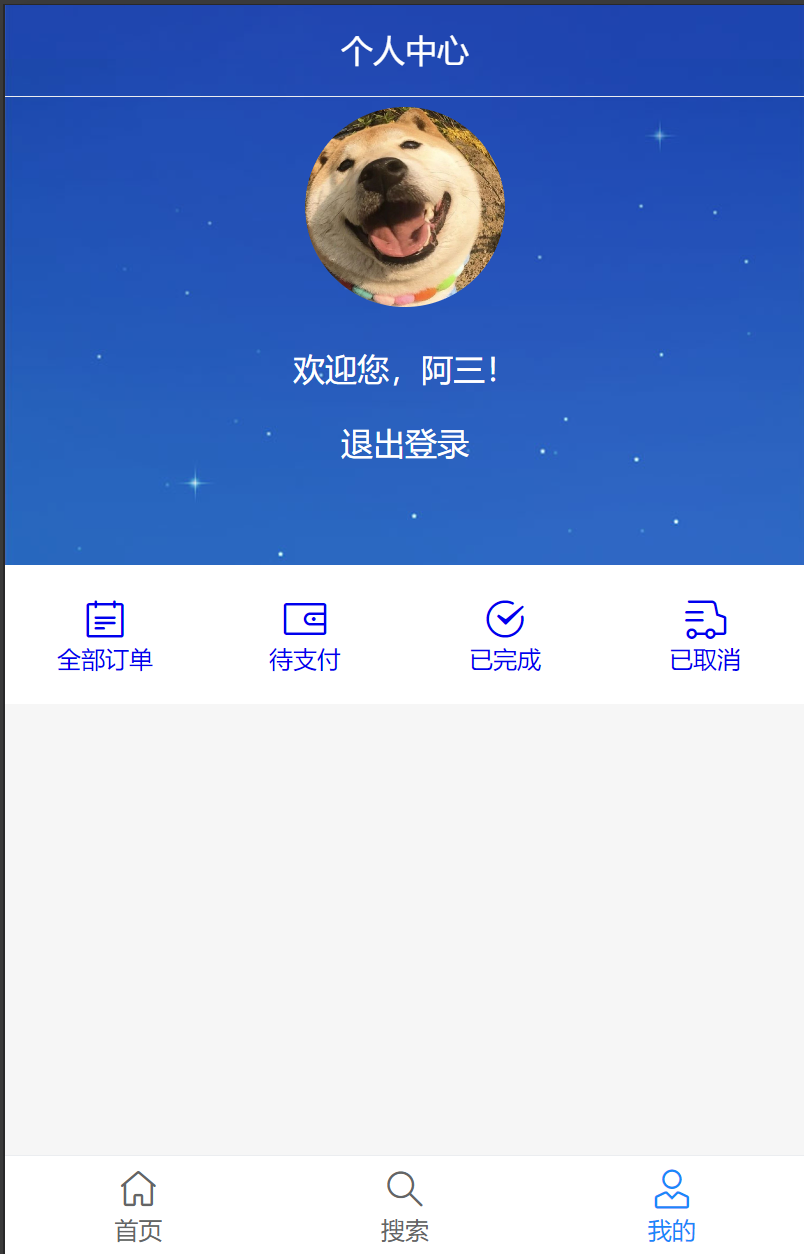 个人中心
欢迎您，阿三！
退出登录
全部订单 待支付 已完成 已取消
首页 搜索 我的